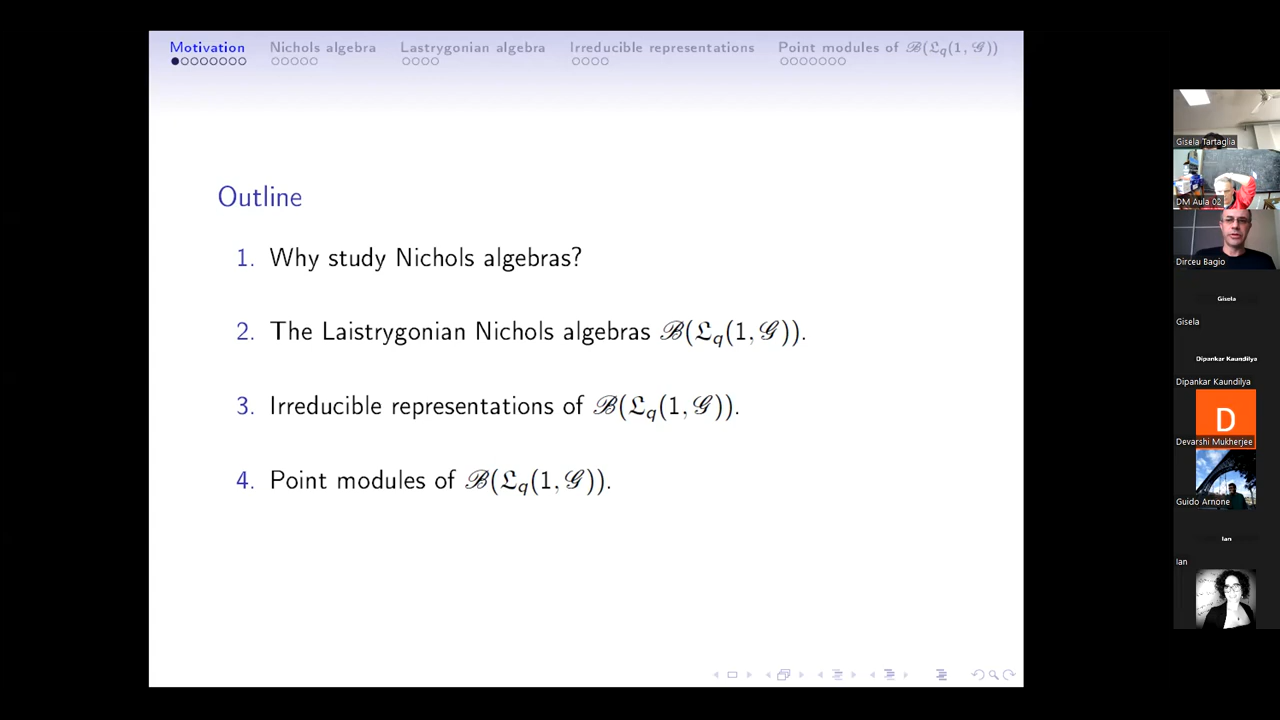 Motivation Nichols algebra Lastrygonian algebra Irreducible representations Point modules of ℬ(𝔏q(1, 𝒢))
Outline
1. Why study Nichols algebras?
2. The Laistrygonian Nichols algebras ℬ(𝔏q(1, 𝒢)).
3. Irreducible representations of ℬ(𝔏q(1, 𝒢)).
4. Point modules of ℬ(𝔏q(1, 𝒢)).
Gisela Tartaglia
DM Aula 02
Dirceu Bagio
Gisela
Gisela
Dipankar Kaundilya
Dipankar Kaundilya
D
Devarshi Mukherjee
Guido Arnone
Ian
Ian